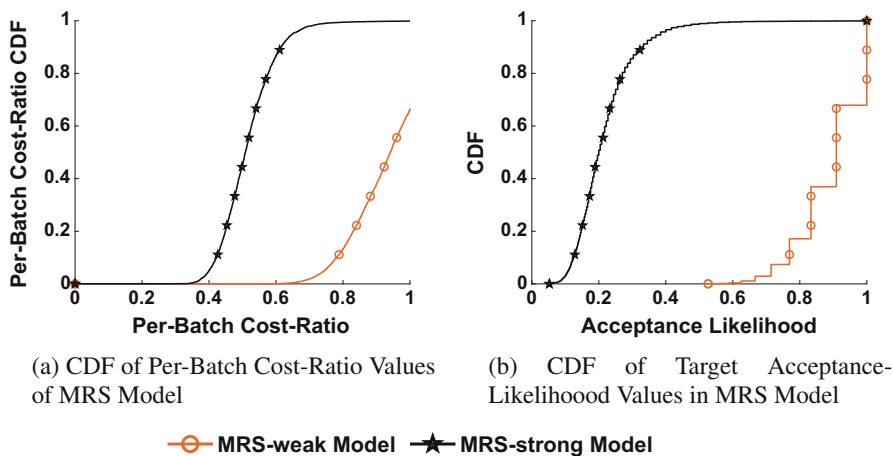 Per-Batch Cost-Ratio CDF
1
0.8
0.6
0.4
0.2
0
0 0.2 0.4 0.6 0.8 1
Per-Batch Cost-Ratio
CDF
1
0.8
0.6
0.4
0.2
0
0 0.2 0.4 0.6 0.8 1
Acceptance Likelihood
(a) CDF of Per-Batch Cost-Ratio Values
of MRS Model
(b) CDF of Target Acceptance-
Likelihoood Values in MRS Model
MRS-weak Model MRS-strong Model